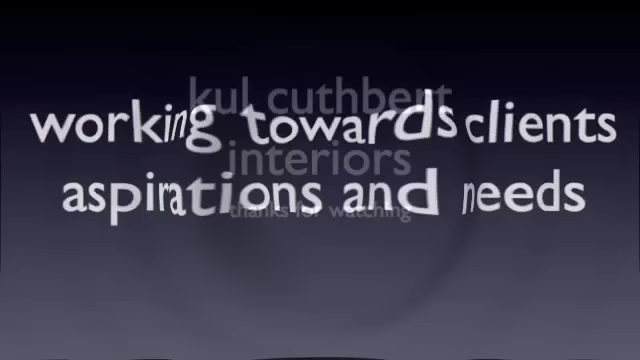 kul cuthbert
working towards clients
interiors
aspirations and needs
thanks for watching